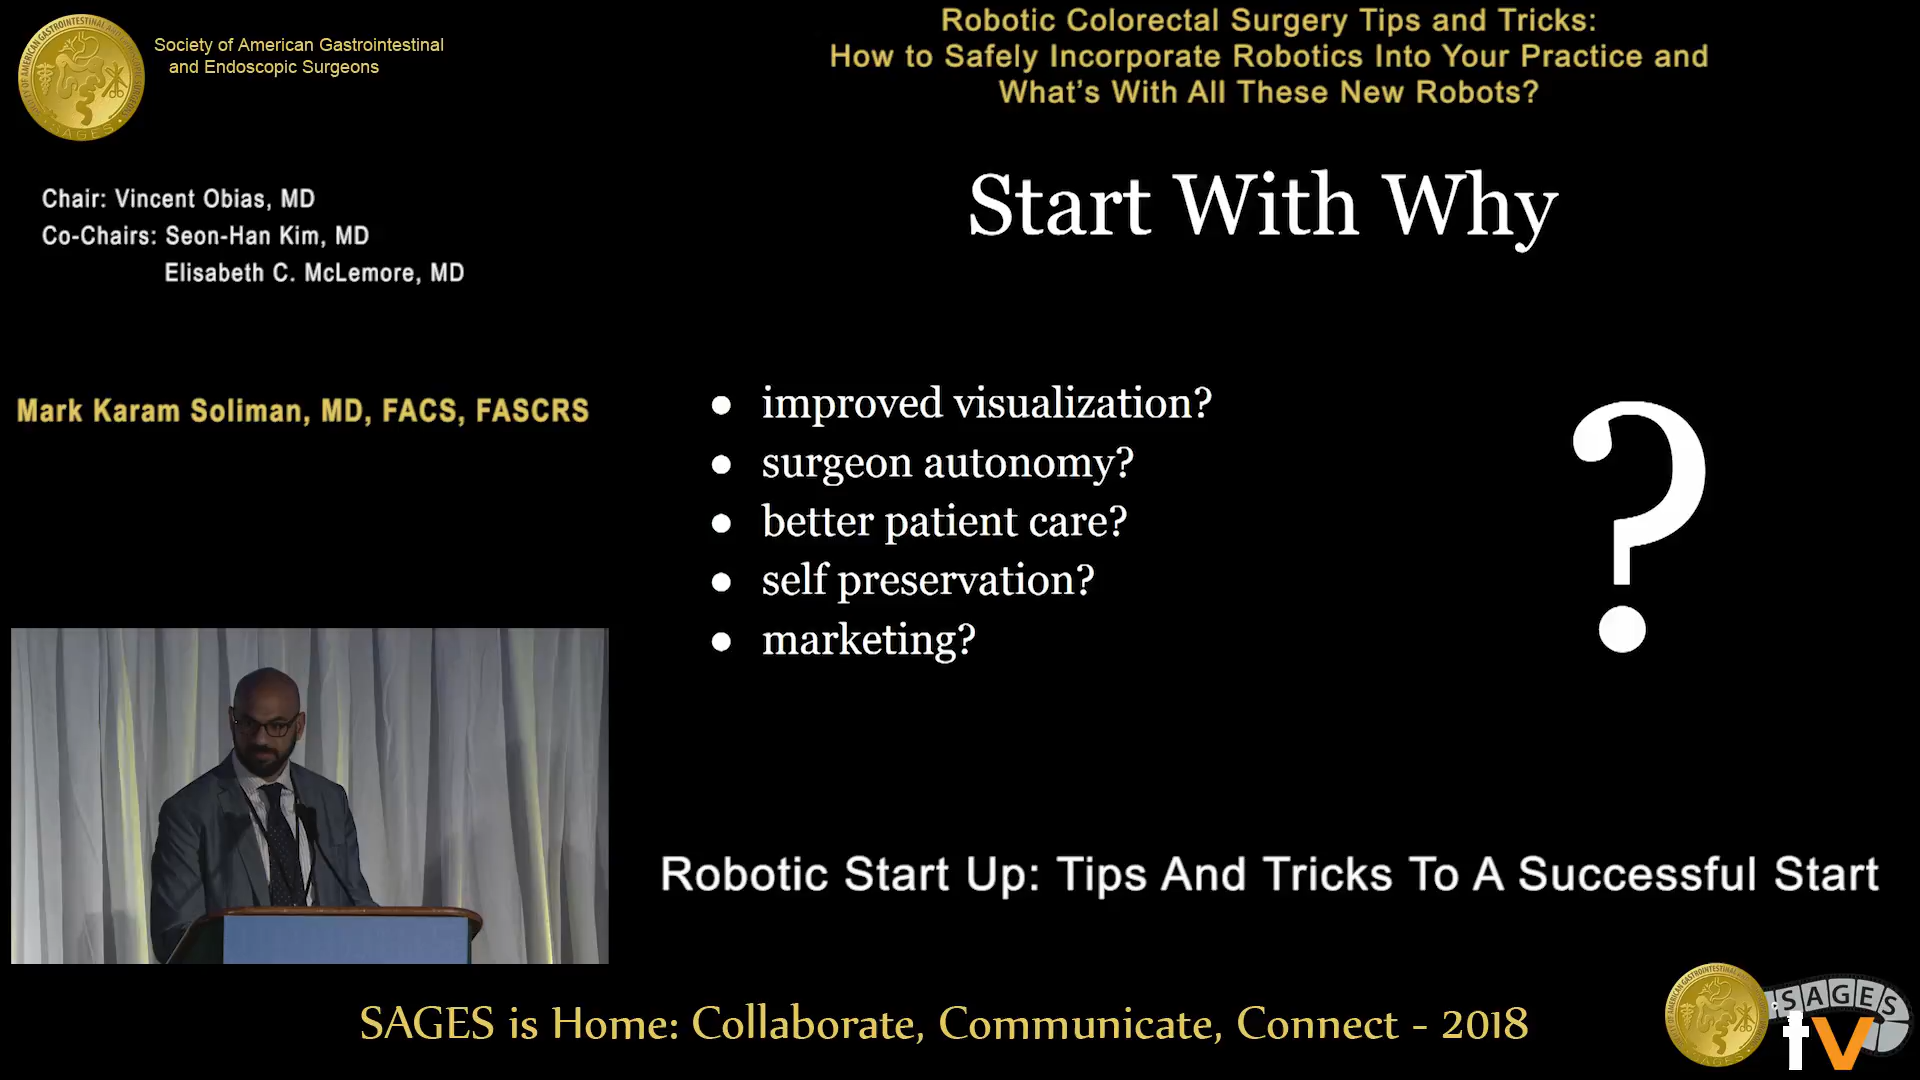 Society of American Gastrointestinal
and Endoscopic Surgeons
Robotic Colorectal Surgery Tips and Tricks:
How to Safely Incorporate Robotics Into Your Practice and
What's With All These New Robots?
Chair: Vincent Obias, MD
Co-Chairs: Seon-Han Kim, MD
Elisabeth C. McLemore, MD
Mark Karam Soliman, MD, FACS, FASCRS
Start With Why
● improved visualization?
● surgeon autonomy?
● better patient care?
● self preservation?
● marketing?
?
Robotic Start Up: Tips And Tricks To A Successful Start
SAGES is Home: Collaborate, Communicate, Connect - 2018
SAGES
tv